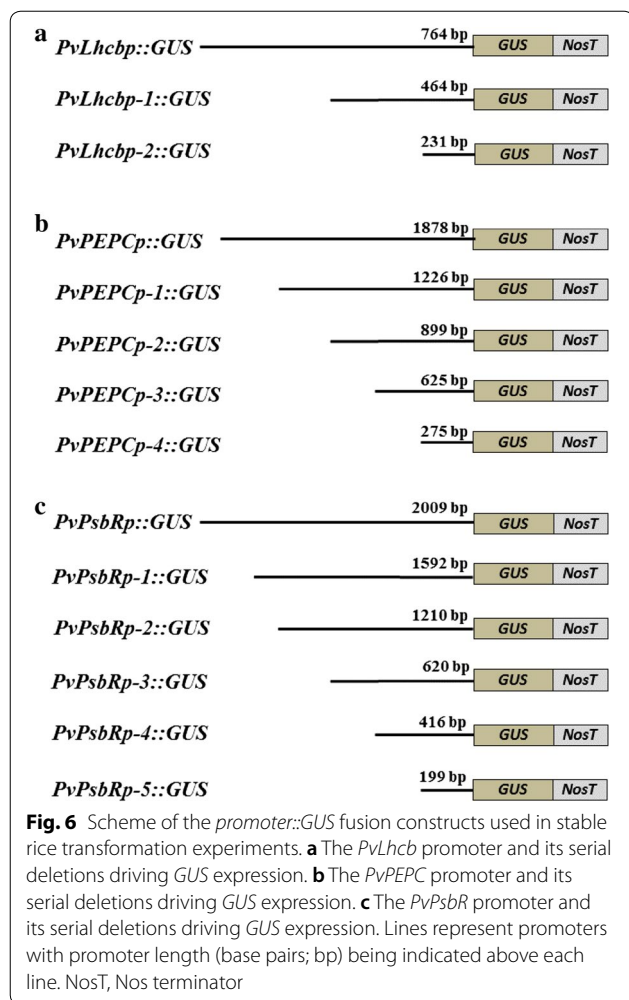 a
PvLhcbp::GUS 764 bp GUS NosT
PvLhcbp-1::GUS 464 bp GUS NosT
PvLhcbp-2::GUS 231 bp GUS NosT
b
PvPEPCp::GUS 1878 bp GUS NosT
PvPEPCp-1::GUS 1226 bp GUS NosT
PvPEPCp-2::GUS 899 bp GUS NosT
PvPEPCp-3::GUS 625 bp GUS NosT
PvPEPCp-4::GUS 275 bp GUS NosT
c
PvPsbRp::GUS 2009 bp GUS NosT
PvPsbRp-1::GUS 1592 bp GUS NosT
PvPsbRp-2::GUS 1210 bp GUS NosT
PvPsbRp-3::GUS 620 bp GUS NosT
PvPsbRp-4::GUS 416 bp GUS NosT
PvPsbRp-5::GUS 199 bp GUS NosT
Fig. 6 Scheme of the promoter::GUS fusion constructs used in stable
rice transformation experiments. a The PvLhcb promoter and its serial
deletions driving GUS expression. b The PvPEPC promoter and its
serial deletions driving GUS expression. c The PvPsbR promoter and
its serial deletions driving GUS expression. Lines represent promoters
with promoter length (base pairs; bp) being indicated above each
line. NosT, Nos terminator